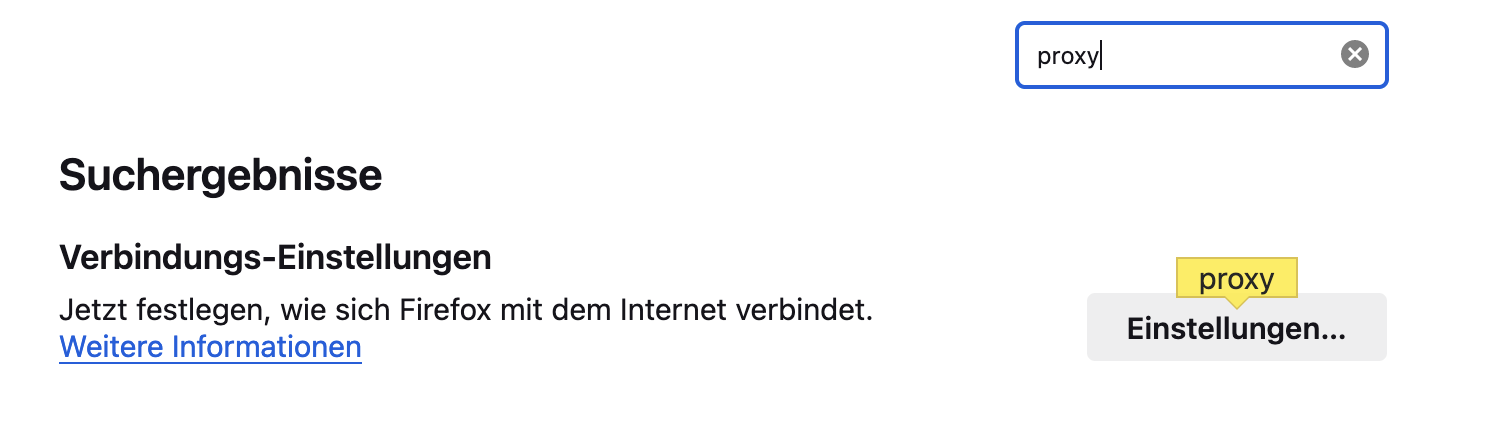 proxy
Suchergebnisse
Verbindungs-Einstellungen
Jetzt festlegen, wie sich Firefox mit dem Internet verbindet.
Weitere Informationen
proxy
Einstellungen...